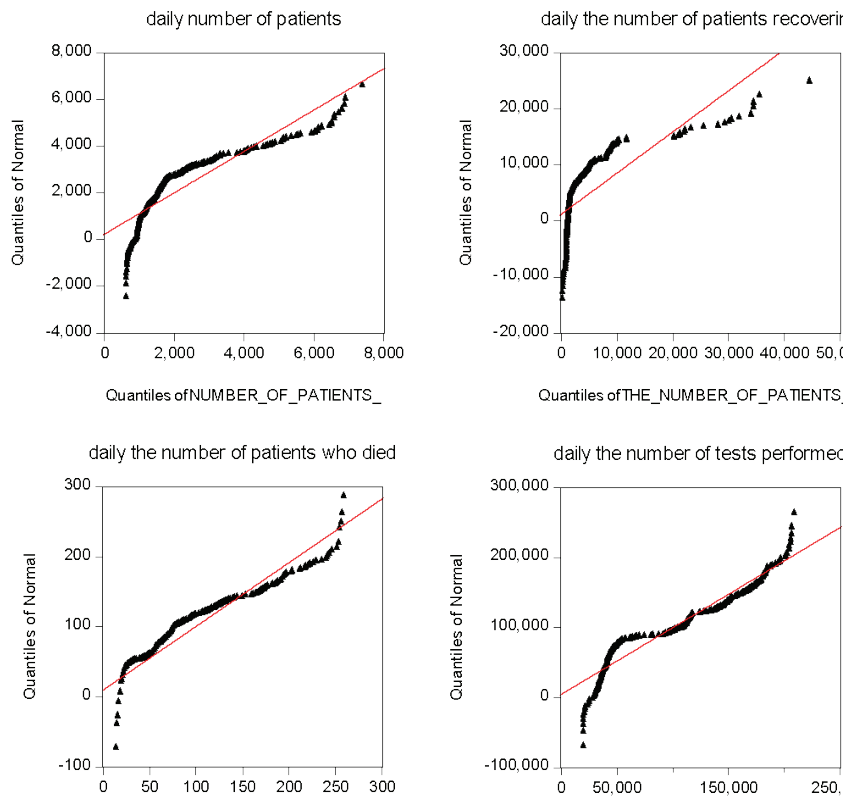 daily number of patients
8,000
6,000
4,000
2,000
0
-2,000
-4,000
Quantiles of Normal
0 2,000 4,000 6,000 8,000
Quantiles of NUMBER_OF_PATIENTS_
daily the number of patients recoverin
30,000
20,000
10,000
0
-10,000
-20,000
Quantiles of Normal
0 10,000 20,000 30,000 40,000 50,0
Quantiles of THE_NUMBER_OF_PATIENTS_
daily the number of patients who died
300
200
100
0
-100
Quantiles of Normal
0 50 100 150 200 250 300
daily the number of tests performed
300,000
200,000
100,000
0
-100,000
Quantiles of Normal
0 50,000 150,000 250,